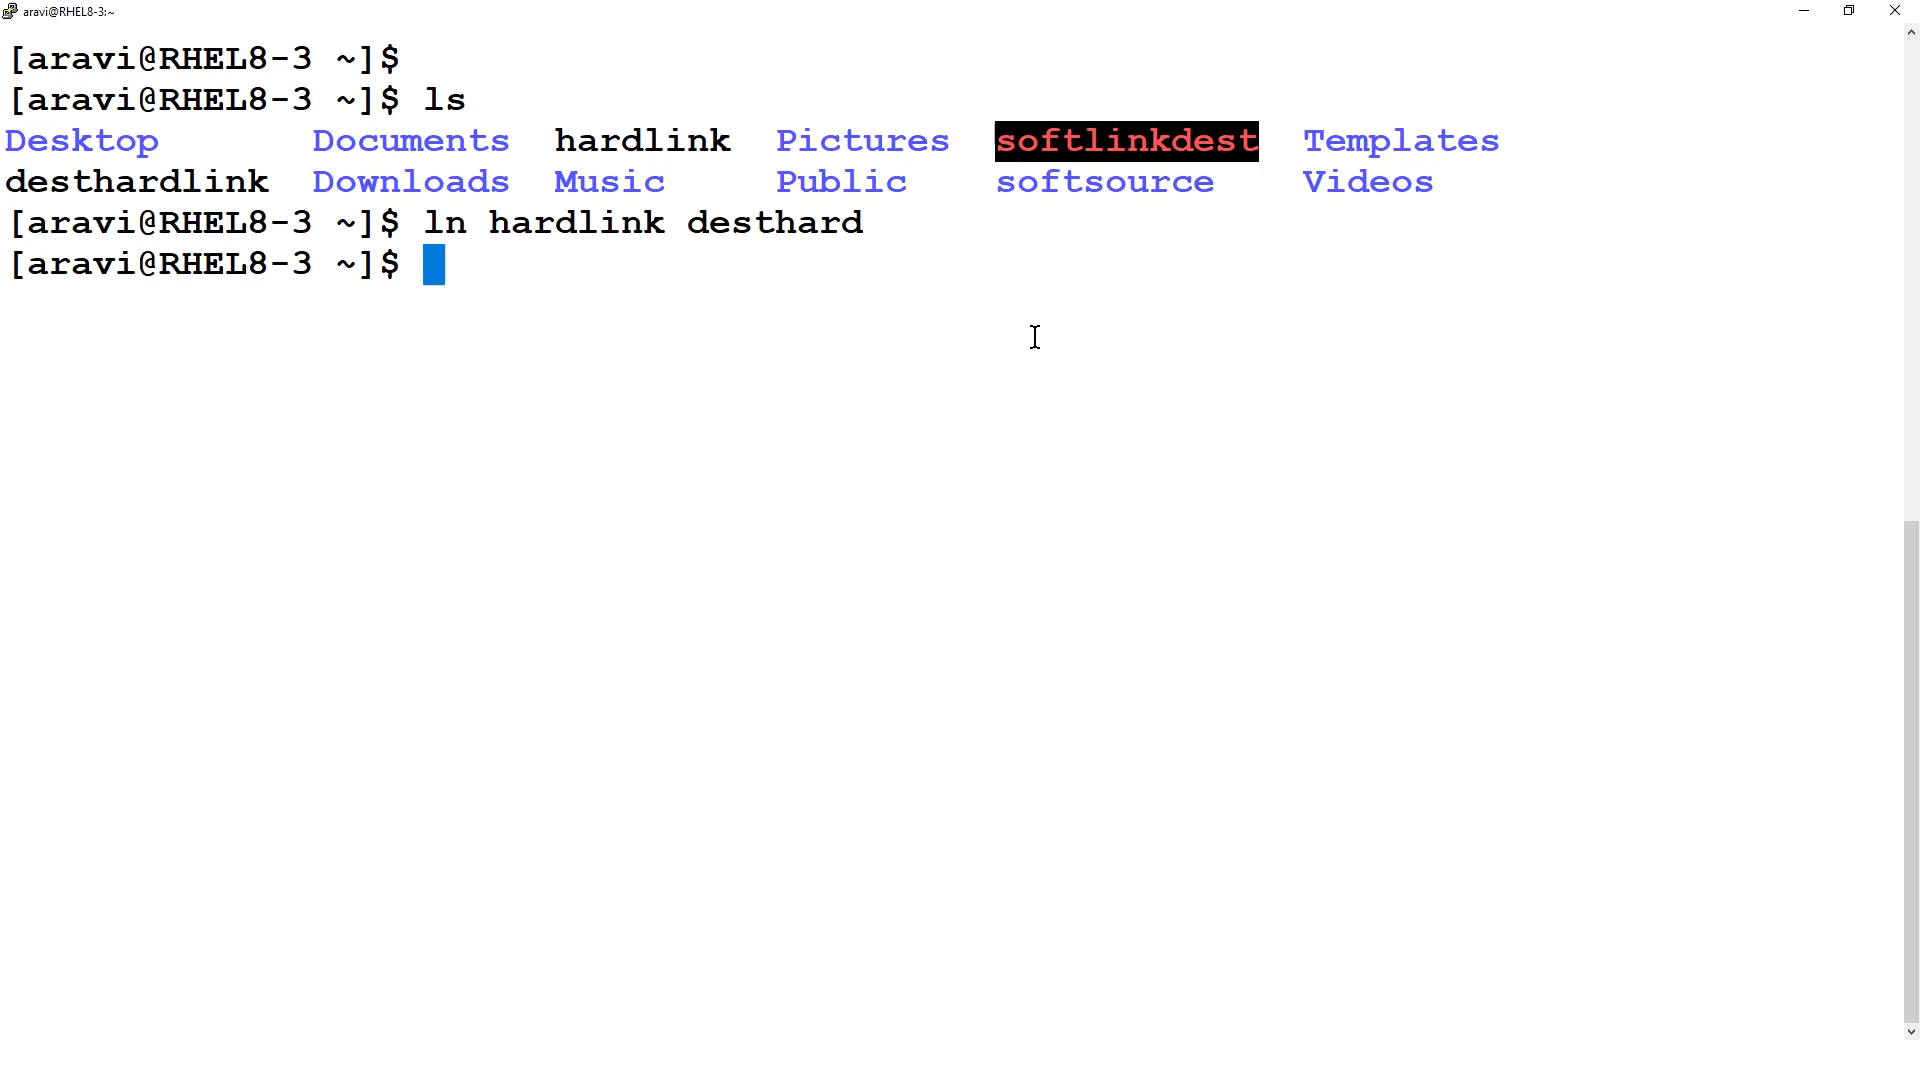 aravi@RHEL8-3:~
[aravi@RHEL8-3 ~]$
[aravi@RHEL8-3 ~]$ ls
Desktop Documents hardlink Pictures softlinkdest Templates
desthardlink Downloads Music Public softsource Videos
[aravi@RHEL8-3 ~]$ ln hardlink desthard
[aravi@RHEL8-3 ~]$